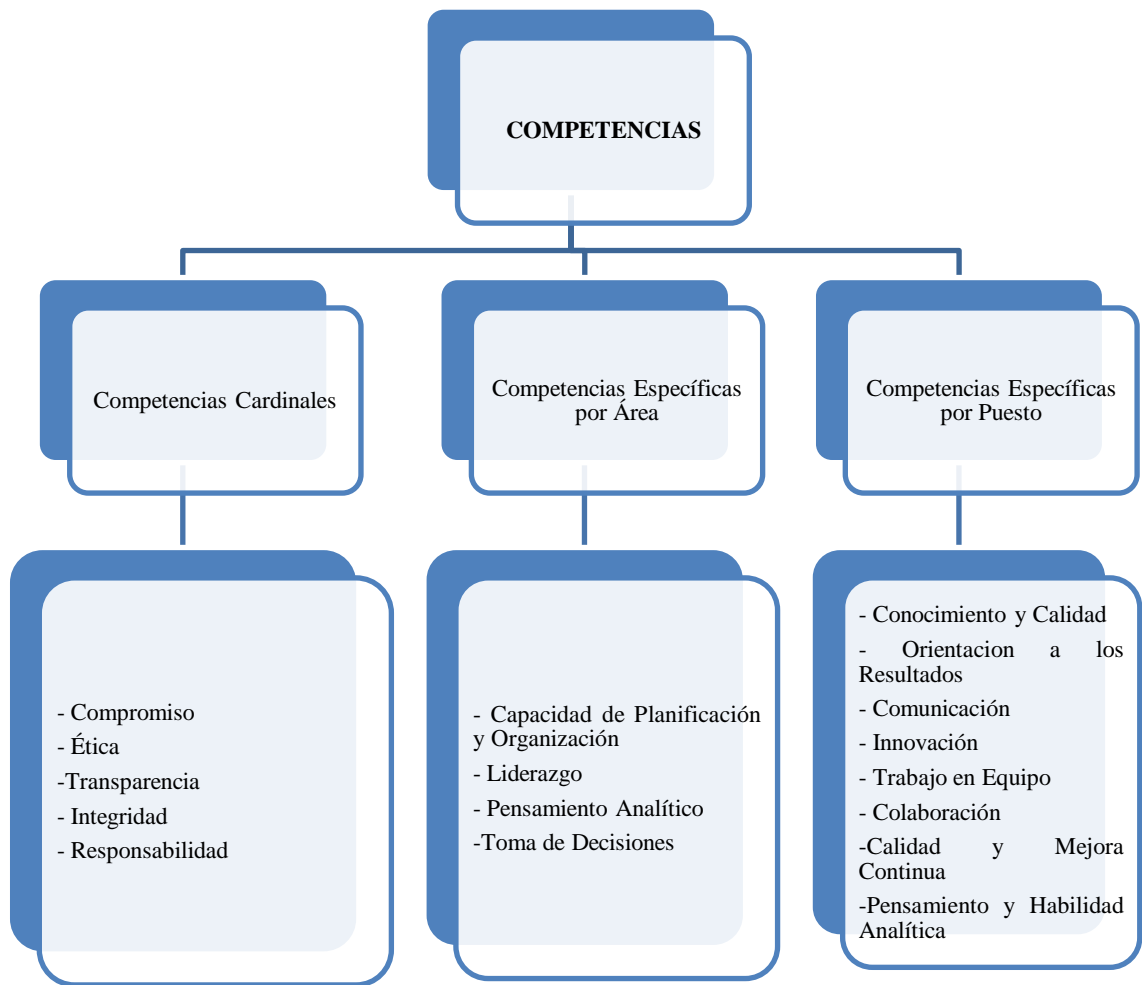 COMPETENCIAS
Competencias Cardinales
Competencias Específicas
por Área
Competencias Específicas
por Puesto
- Compromiso
- Ética
-Transparencia
- Integridad
- Responsabilidad
- Capacidad de Planificación
y Organización
- Liderazgo
- Pensamiento Analítico
-Toma de Decisiones
- Conocimiento y Calidad
- Orientacion a los
Resultados
- Comunicación
- Innovación
- Trabajo en Equipo
- Colaboración
-Calidad y Mejora
Continua
-Pensamiento y Habilidad
Analítica